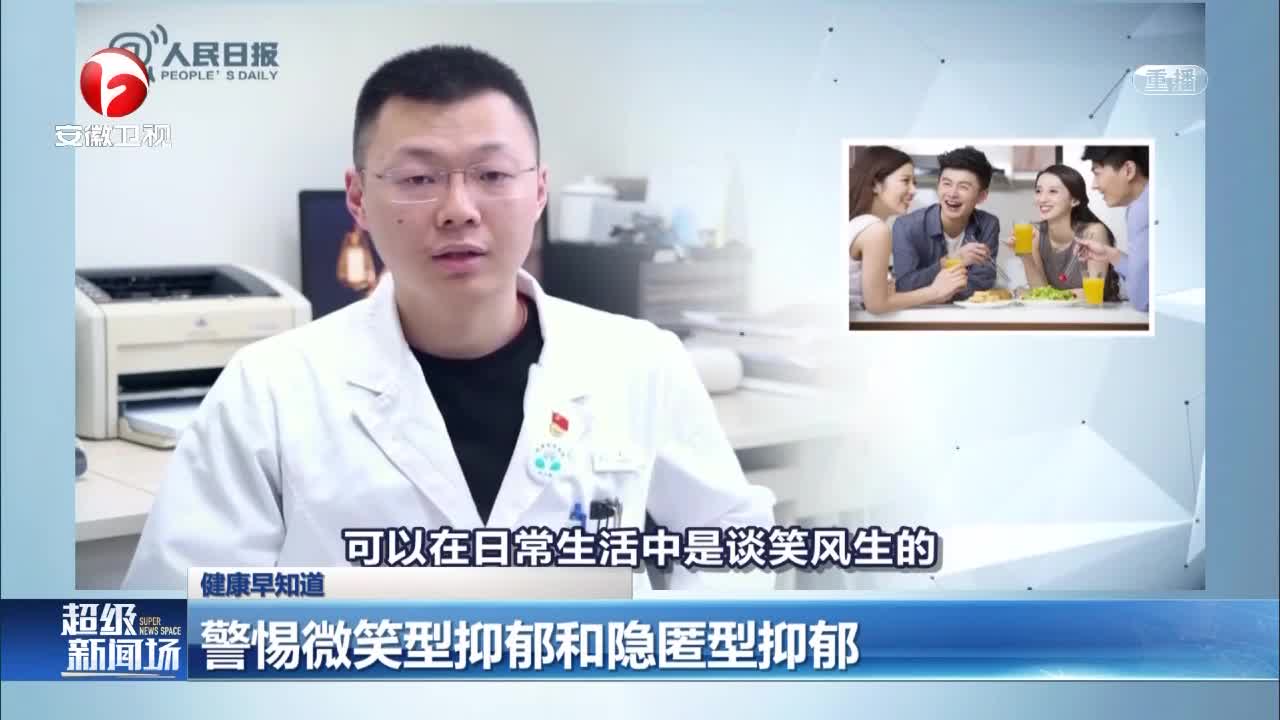 人民日报
PEOPLE'S DAILY
安徽卫视
重播
可以在日常生活中是谈笑风生的
健康早知道
超级新闻场
SUPER
NEWS SPACE
警惕微笑型抑郁和隐匿型抑郁